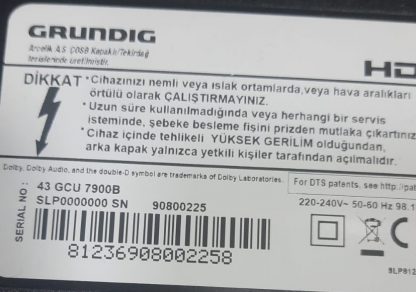 GRUNDIG
Arçelik A.Ş. ÇOSB Kapaklı/Tekirdağ
tesislerinde üretilmiştir.
HD
DİKKAT * Cihazınızı nemli veya ıslak ortamlarda,veya hava aralıkları
örtülü olarak ÇALIŞTIRMAYINIZ.
* Uzun süre kullanılmadığında veya herhangi bir servis
isteminde, şebeke besleme fişini prizden mutlaka çıkartınız
* Cihaz içinde tehlikeli YÜKSEK GERİLİM olduğundan,
arka kapak yalnızca yetkili kişiler tarafından açılmalıdır.
Dolby, Dolby Audio, and the double-D symbol are trademarks of Dolby Laboratories.
For DTS patents, see http://pat
43 GCU 7900B
SLP0000000 SN 90800225
220-240V~ 50-60 Hz 98.1
SERIAL NO :
81236908002258
CE
SLP812